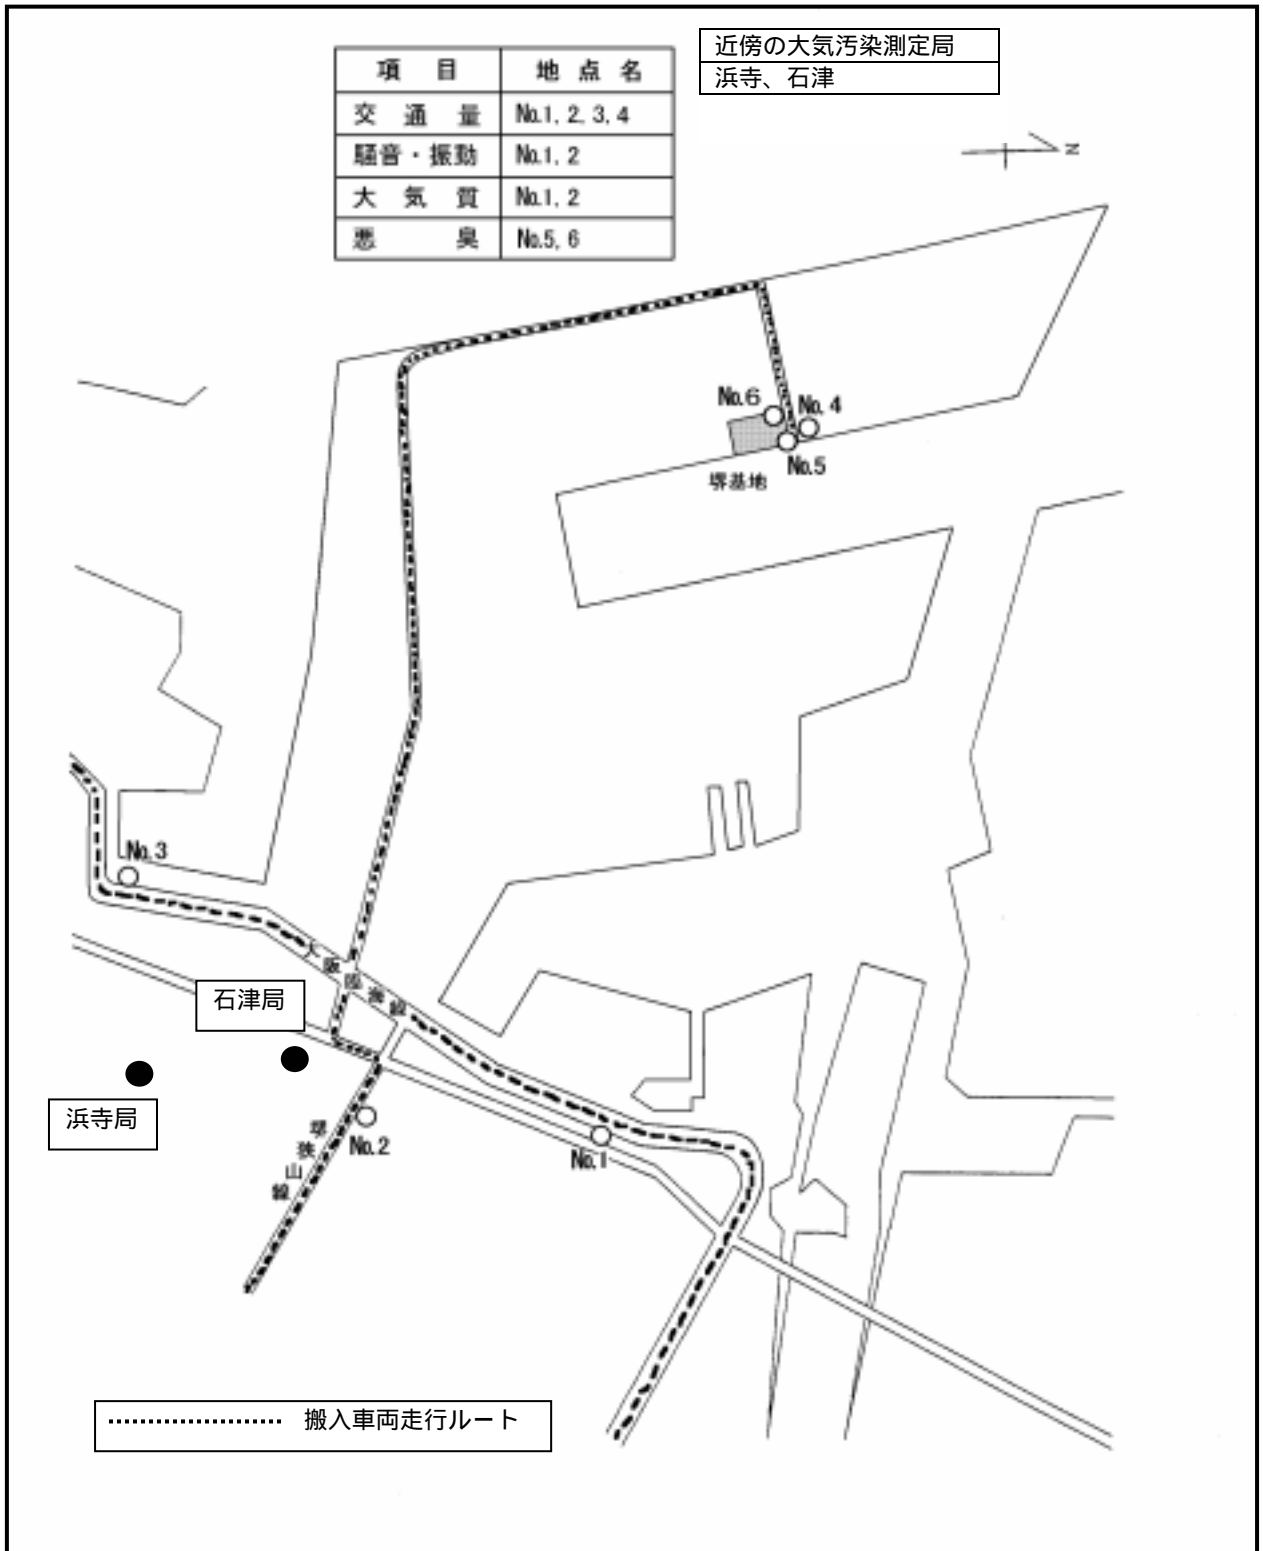 近傍の大気汚染測定局
浜寺、石津
項 目 地 点 名
交 通 量 No.1, 2, 3, 4
騒音・振動 No.1, 2
大 気 質 No.1, 2
悪 臭 No.5, 6
N
No.6
No.4
No.5
堺基地
No.3
阪高湾線
石津局
浜寺局
No.2
堺狭山線
No.1
搬入車両走行ルート